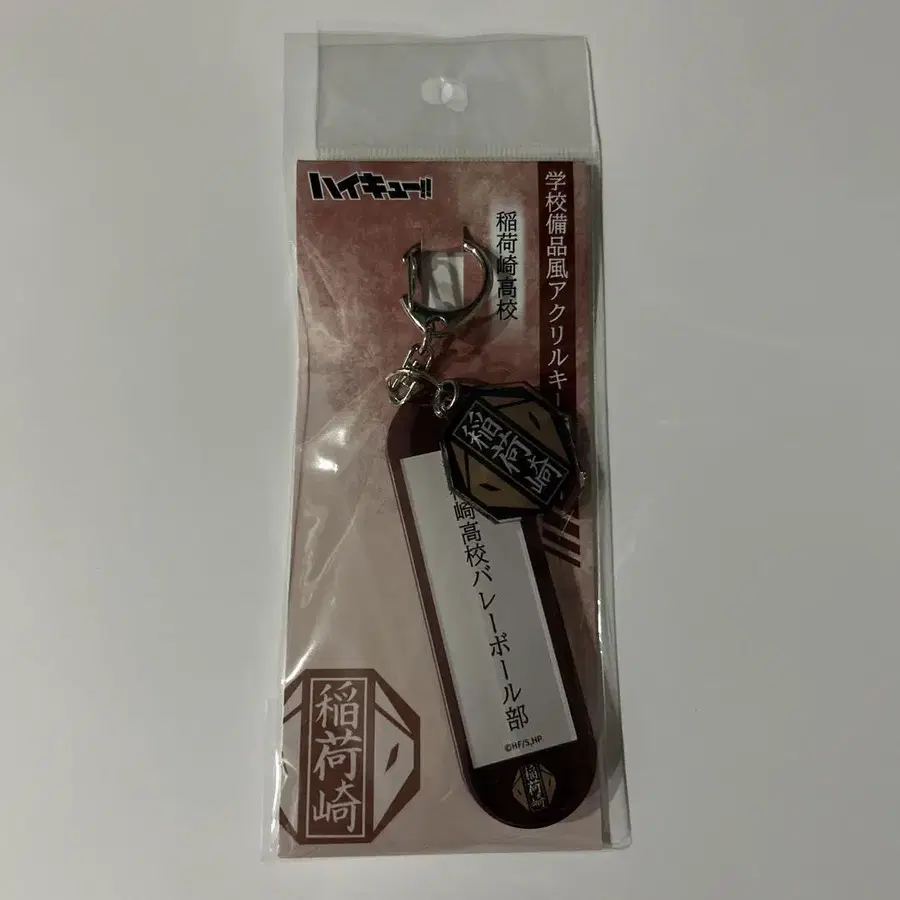 ハイキュー!!
学校備品風アクリルキー
稲荷崎高校
稲荷崎
崎高校バレーボール部
©HF/S,HP
稲荷崎
稲荷崎